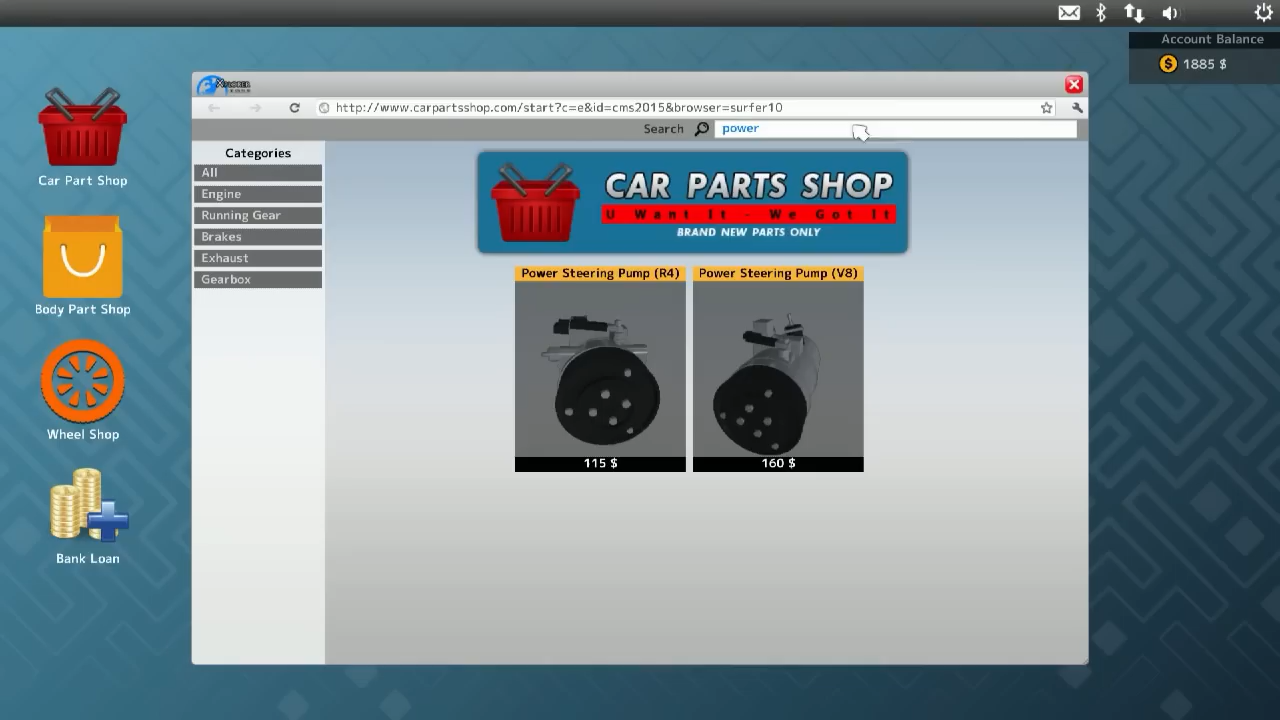 Account Balance
1885 $
http://www.carpartsshop.com/start?c=e&id=cms2015&browser=surfer10
Search
power
Car Part Shop
Body Part Shop
Wheel Shop
Bank Loan
Categories
All
Engine
Running Gear
Brakes
Exhaust
Gearbox
CAR PARTS SHOP
U Want It - We Got It
BRAND NEW PARTS ONLY
Power Steering Pump (R4)
115 $
Power Steering Pump (V8)
160 $